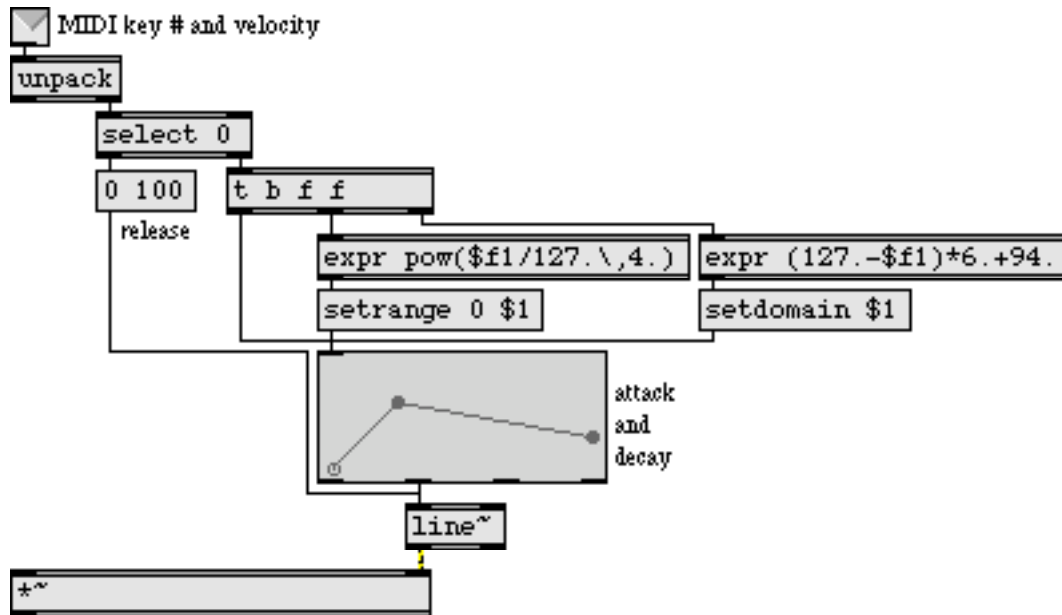 MIDI key # and velocity
unpack
select 0
0 100
t b f f
release
expr pow($f1/127.\,4.)
expr (127.-$f1)*6.+94.
setrange 0 $1
setdomain $1
attack
and
decay
line~
*~